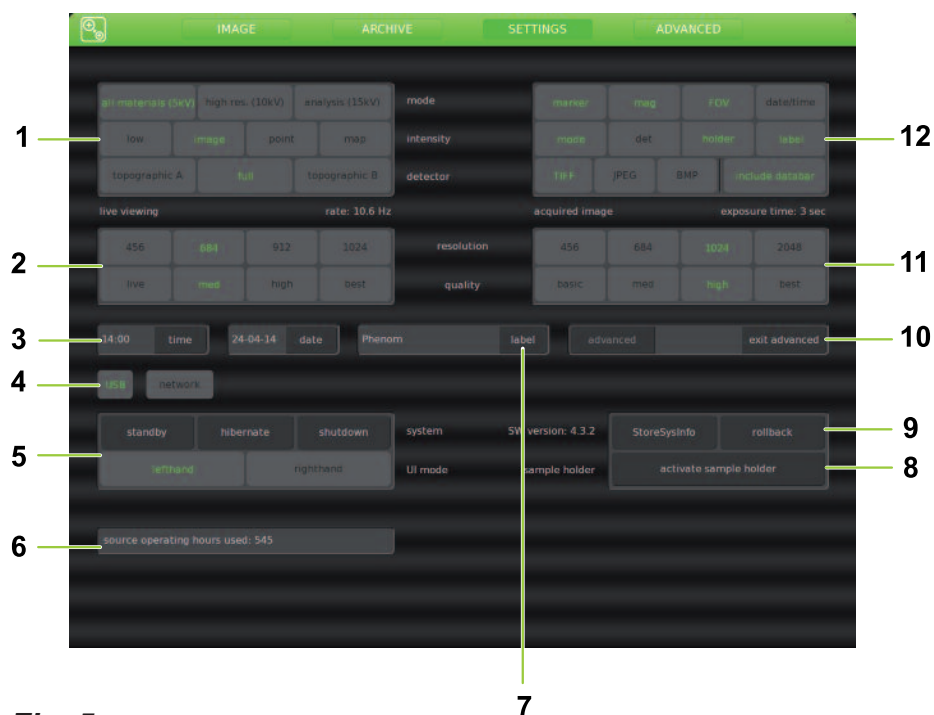 IMAGE ARCHIVE SETTINGS ADVANCED
all materials (5kV) high res. (10kV) analysis (15kV) mode marker mag FOV date/time
1 low image point map intensity mode det holder label 12
topographic A full topographic B detector TIFF JPEG BMP include databar
live viewing rate: 10.6 Hz acquired image exposure time: 3 sec
456 684 912 1024 resolution 456 684 1024 2048
2 11
live med high best quality basic med high best
3 14:00 time 24-04-14 date Phenom label advanced exit advanced 10
4 USB network
standby hibernate shutdown system SW version: 4.3.2 StoreSysInfo rollback 9
5
lefthand righthand UI mode sample holder activate sample holder 8
6 source operating hours used: 545
7